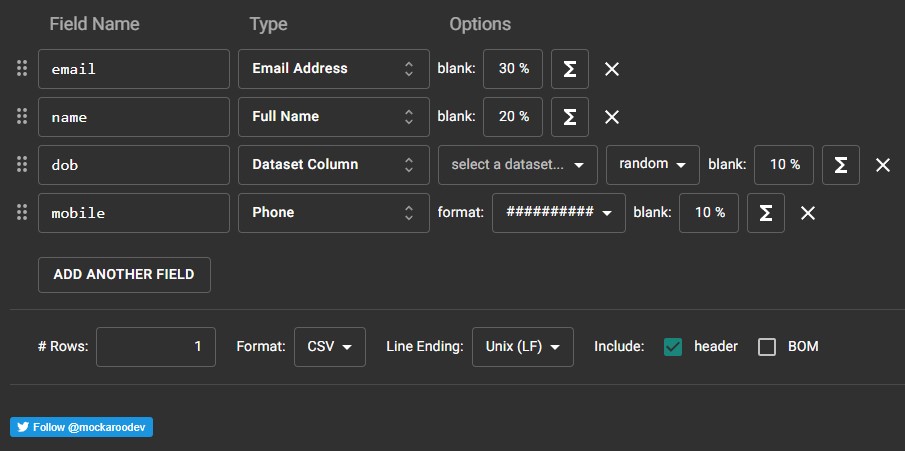 Field Name Type Options
email Email Address blank: 30 % Σ
name Full Name blank: 20 % Σ
dob Dataset Column select a dataset... random blank: 10 % Σ
mobile Phone format: ########## blank: 10 % Σ
ADD ANOTHER FIELD
# Rows: 1 Format: CSV Line Ending: Unix (LF) Include: header BOM
Follow @mockaroodev